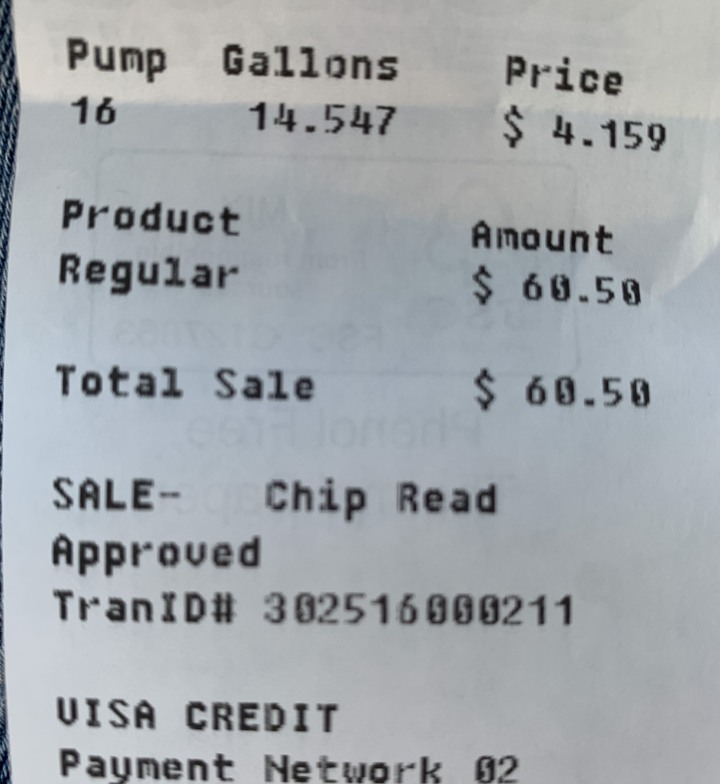 Pump Gallons Price
16 14.547 $ 4.159
Product Amount
Regular $ 60.50
Total Sale $ 60.50
SALE- Chip Read
Approved
TranID# 302516000211
VISA CREDIT
Payment Network 02